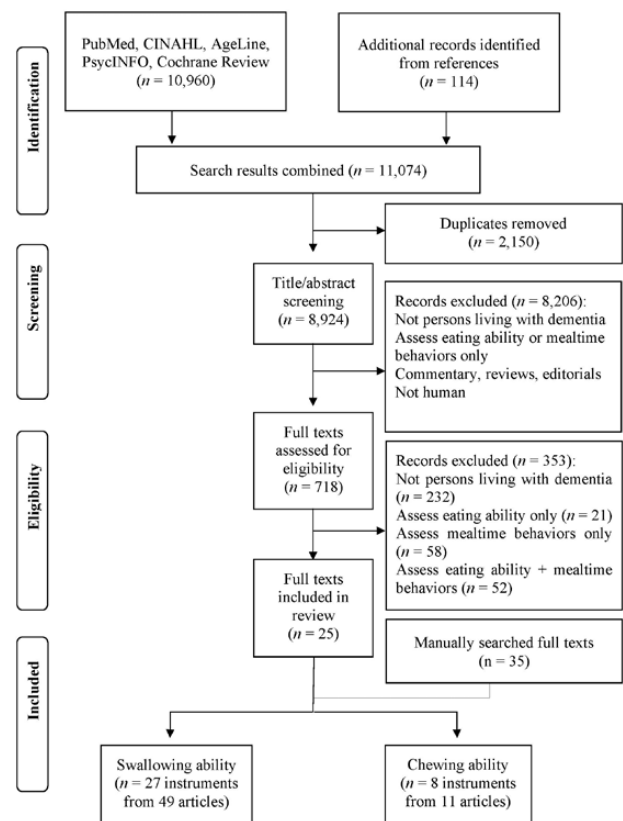 Identification
PubMed, CINAHL, AgeLine,
PsycINFO, Cochrane Review
(n = 10,960)
Additional records identified
from references
(n = 114)
Search results combined (n = 11,074)
Duplicates removed
(n = 2,150)
Screening
Title/abstract
screening
(n = 8,924)
Records excluded (n = 8,206):
Not persons living with dementia
Assess eating ability or mealtime
behaviors only
Commentary, reviews, editorials
Not human
Eligibility
Full texts
assessed for
eligibility
(n = 718)
Records excluded (n = 353):
Not persons living with dementia
(n = 232)
Assess eating ability only (n = 21)
Assess mealtime behaviors only
(n = 58)
Assess eating ability + mealtime
behaviors (n = 52)
Full texts
included in
review
(n = 25)
Manually searched full texts
(n = 35)
Included
Swallowing ability
(n = 27 instruments
from 49 articles)
Chewing ability
(n = 8 instruments
from 11 articles)